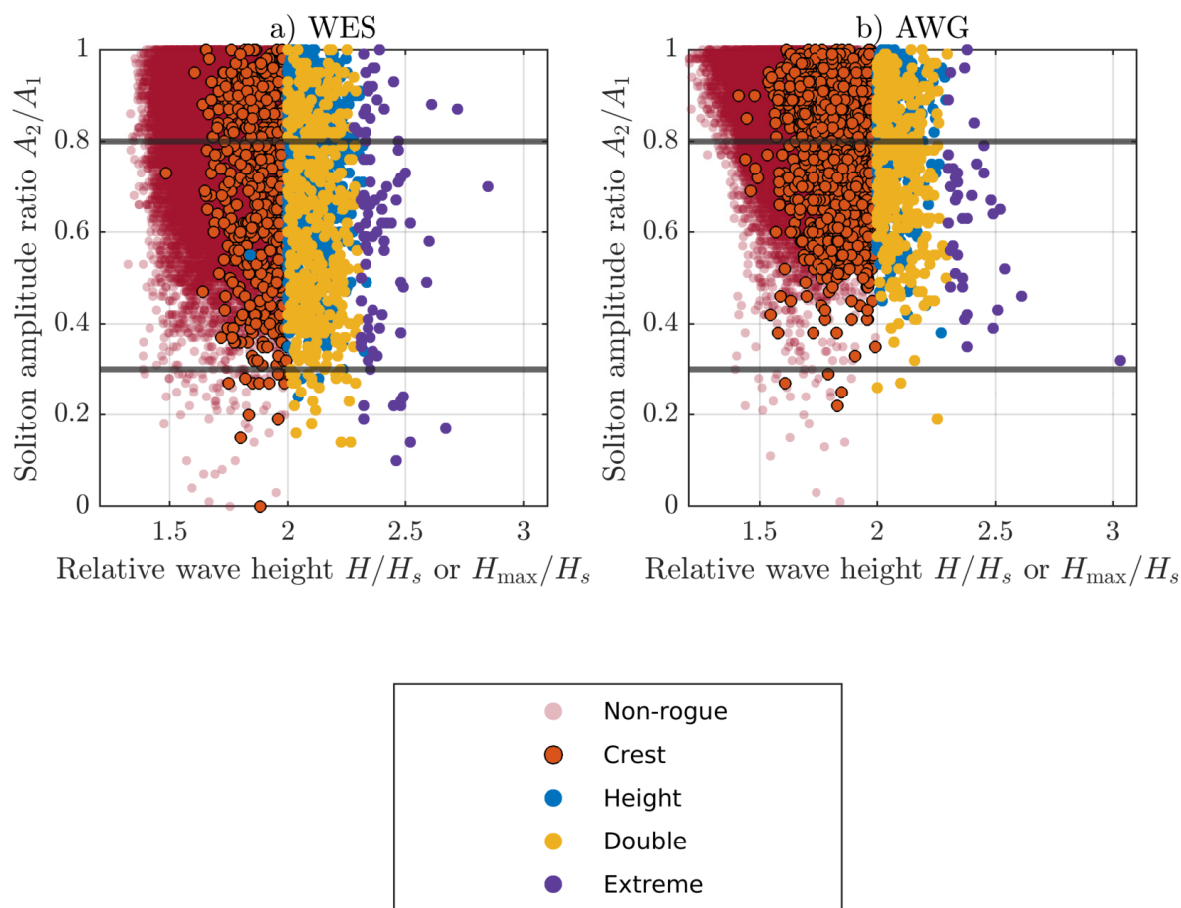 a) WES
b) AWG
Soliton amplitude ratio A₂/A₁
1
0.8
0.6
0.4
0.2
0
1.5 2 2.5 3
Relative wave height H/Hₛ or H_max/Hₛ
Soliton amplitude ratio A₂/A₁
1
0.8
0.6
0.4
0.2
0
1.5 2 2.5 3
Relative wave height H/Hₛ or H_max/Hₛ
Non-rogue
Crest
Height
Double
Extreme